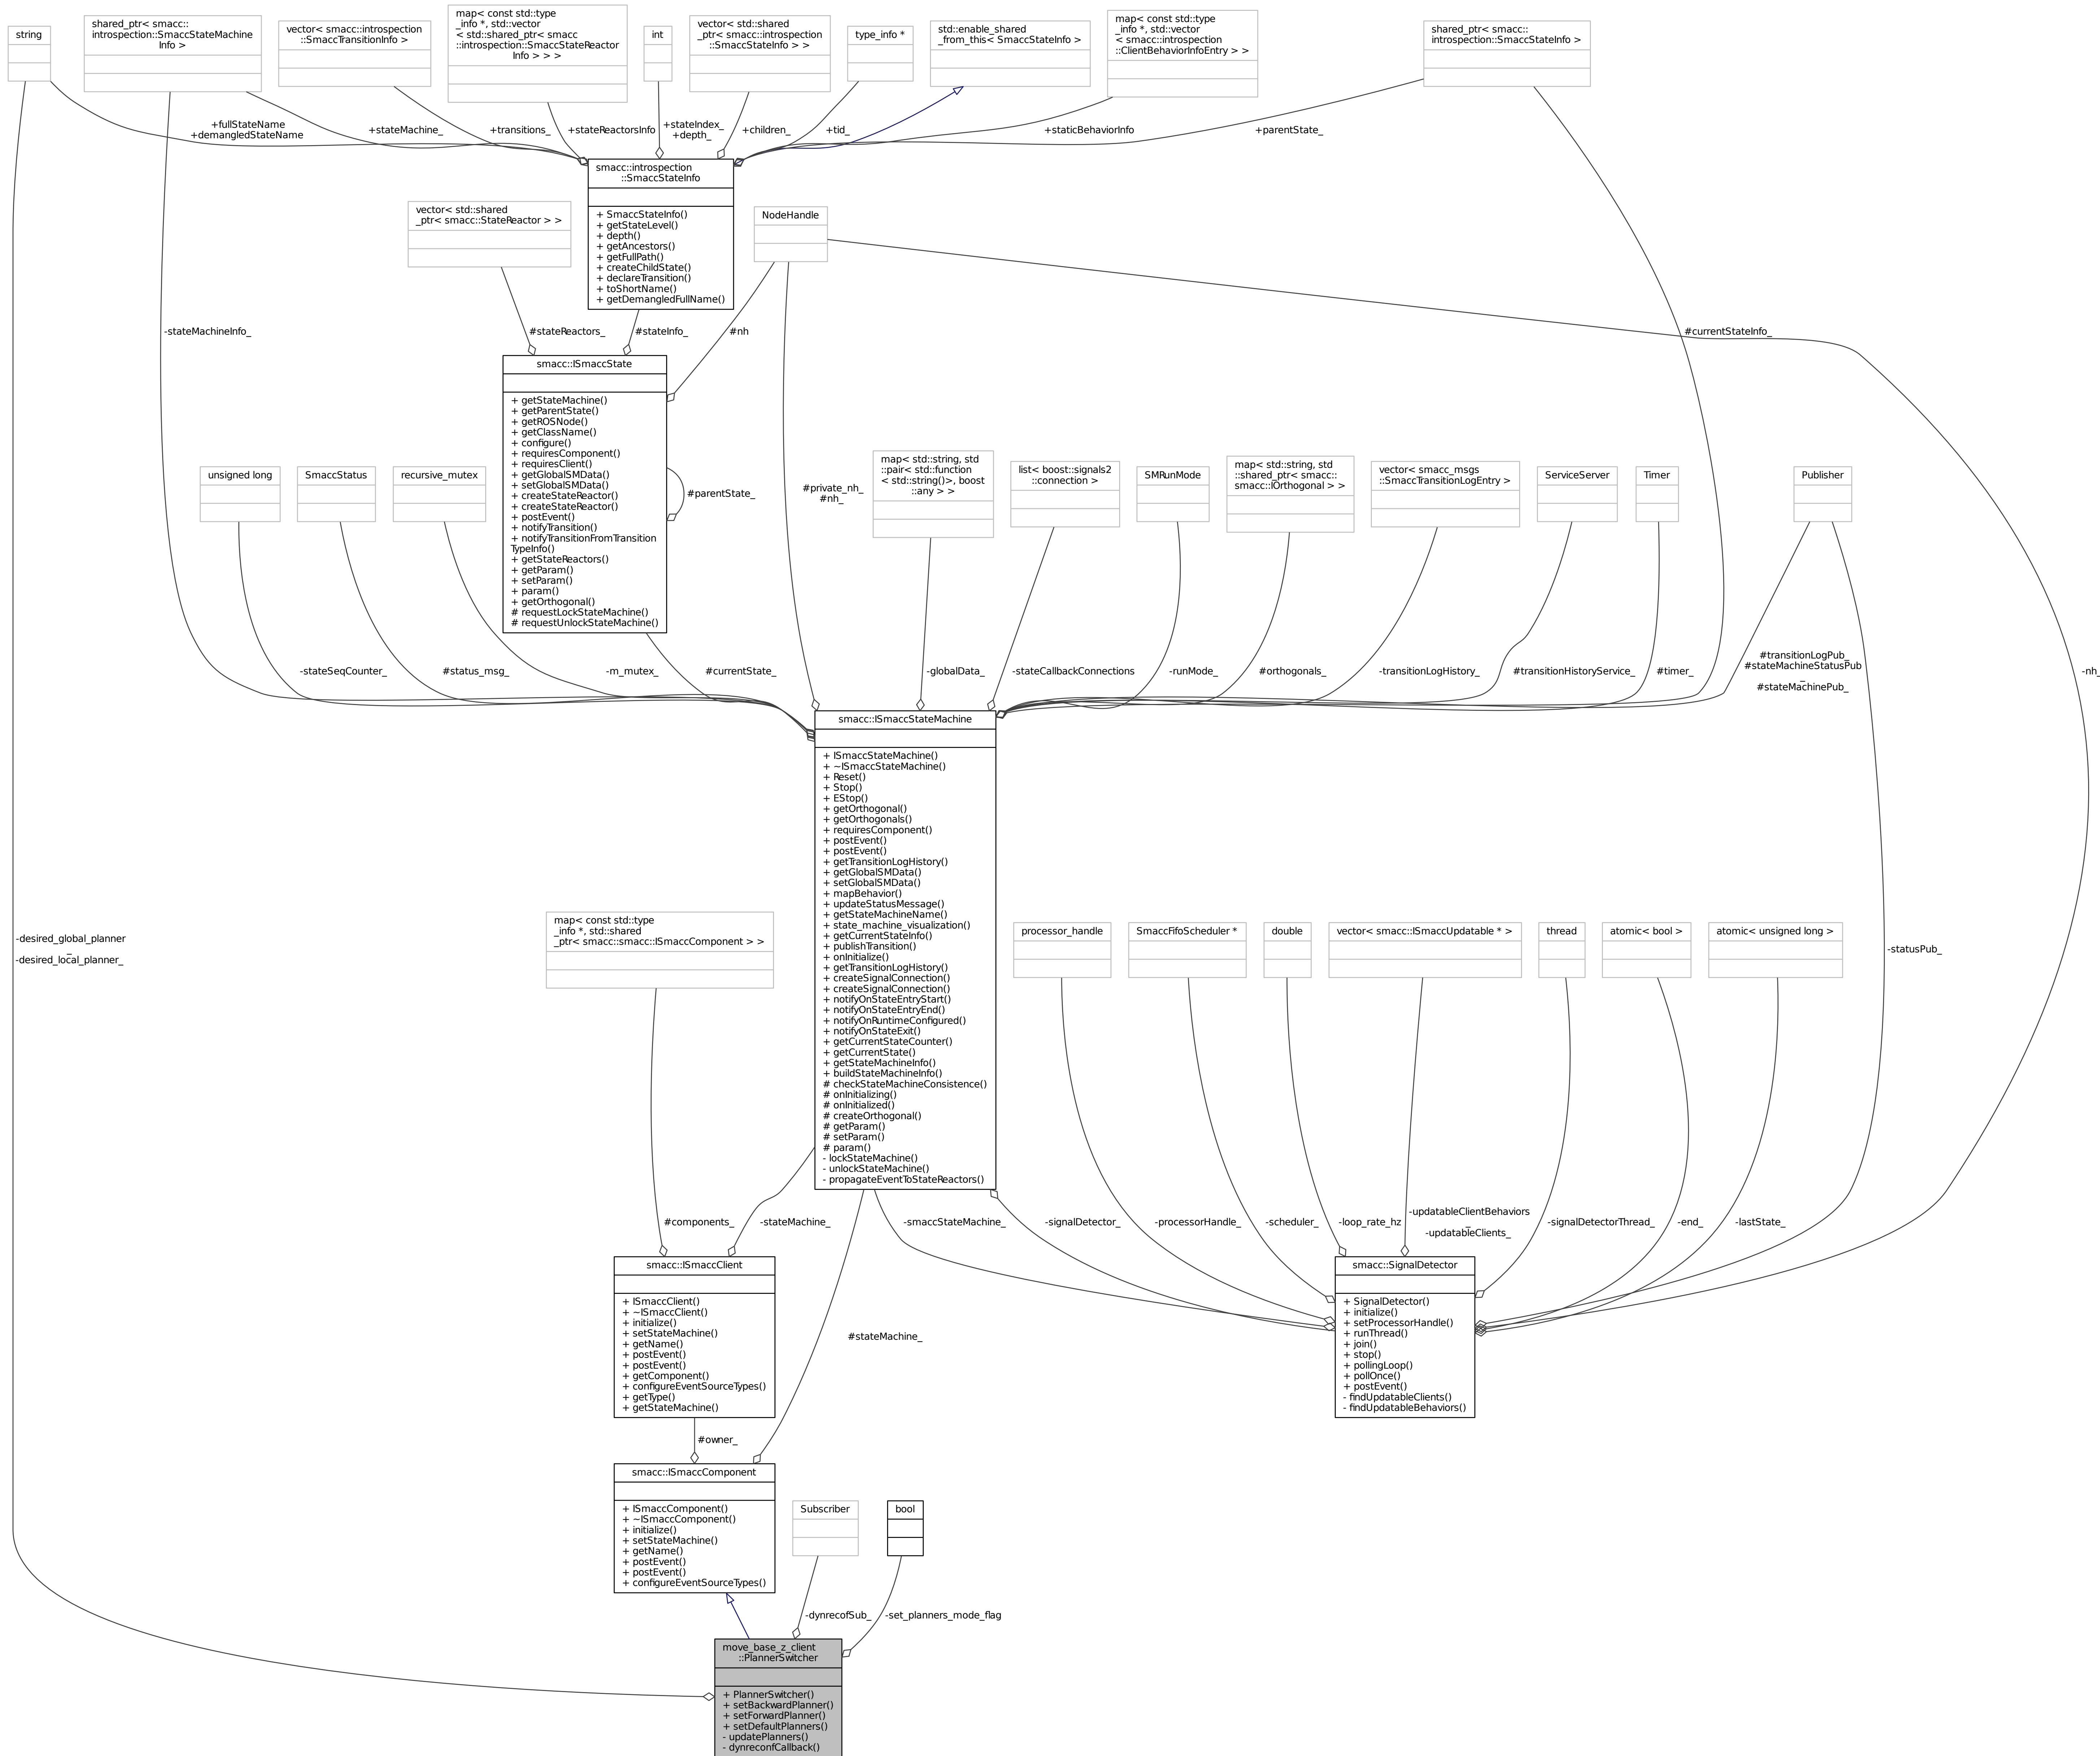 string
shared_ptr< smacc::
introspection::SmaccStateMachine
Info >
vector< smacc::introspection
::SmaccTransitionInfo >
map< const std::type
_info *, std::vector
< std::shared_ptr< smacc
::introspection::SmaccStateReactor
Info > > >
int
vector< std::shared
_ptr< smacc::introspection
::SmaccStateInfo > >
type_info *
std::enable_shared
_from_this< SmaccStateInfo >
map< const std::type
_info *, std::vector
< smacc::introspection
::ClientBehaviorInfoEntry > >
shared_ptr< smacc::
introspection::SmaccStateInfo >
+fullStateName
+demangledStateName
+stateMachine_
+transitions_
+stateReactorsInfo
+stateIndex_
+depth_
+children_
+tid_
+staticBehaviorInfo
+parentState_
smacc::introspection
::SmaccStateInfo
+ SmaccStateInfo()
+ getStateLevel()
+ depth()
+ getAncestors()
+ getFullPath()
+ createChildState()
+ declareTransition()
+ toShortName()
+ getDemangledFullName()
vector< std::shared
_ptr< smacc::StateReactor > >
NodeHandle
-stateMachineInfo_
#stateReactors_
#stateInfo_
#nh
#currentStateInfo_
smacc::ISmaccState
+ getStateMachine()
+ getParentState()
+ getROSNode()
+ getClassName()
+ configure()
+ requiresComponent()
+ requiresClient()
+ getGlobalSMData()
+ setGlobalSMData()
+ createStateReactor()
+ createStateReactor()
+ postEvent()
+ notifyTransition()
+ notifyTransitionFromTransition
TypeInfo()
+ getStateReactors()
+ getParam()
+ setParam()
+ param()
+ getOrthogonal()
# requestLockStateMachine()
# requestUnlockStateMachine()
#parentState_
unsigned long
SmaccStatus
recursive_mutex
#private_nh_
#nh_
map< std::string, std
::pair< std::function
< std::string()>, boost
::any > >
list< boost::signals2
::connection >
SMRunMode
map< std::string, std
::shared_ptr< smacc::
smacc::IOrthogonal > >
vector< smacc_msgs
::SmaccTransitionLogEntry >
ServiceServer
Timer
Publisher
-stateSeqCounter_
#status_msg_
-m_mutex_
#currentState_
-globalData_
-stateCallbackConnections
-runMode_
#orthogonals_
-transitionLogHistory_
#transitionHistoryService_
#timer_
#transitionLogPub_
#stateMachineStatusPub
_
#stateMachinePub_
-nh_
smacc::ISmaccStateMachine
+ ISmaccStateMachine()
+ ~ISmaccStateMachine()
+ Reset()
+ Stop()
+ EStop()
+ getOrthogonal()
+ getOrthogonals()
+ requiresComponent()
+ postEvent()
+ postEvent()
+ getTransitionLogHistory()
+ getGlobalSMData()
+ setGlobalSMData()
+ mapBehavior()
+ updateStatusMessage()
+ getStateMachineName()
+ state_machine_visualization()
+ getCurrentStateInfo()
+ publishTransition()
+ onInitialize()
+ getTransitionLogHistory()
+ createSignalConnection()
+ createSignalConnection()
+ notifyOnStateEntryStart()
+ notifyOnStateEntryEnd()
+ notifyOnRuntimeConfigured()
+ notifyOnStateExit()
+ getCurrentStateCounter()
+ getCurrentState()
+ getStateMachineInfo()
+ buildStateMachineInfo()
# checkStateMachineConsistence()
# onInitializing()
# onInitialized()
# createOrthogonal()
# getParam()
# setParam()
# param()
- lockStateMachine()
- unlockStateMachine()
- propagateEventToStateReactors()
-desired_global_planner
_
-desired_local_planner_
map< const std::type
_info *, std::shared
_ptr< smacc::smacc::ISmaccComponent > >
processor_handle
SmaccFifoScheduler *
double
vector< smacc::ISmaccUpdatable * >
thread
atomic< bool >
atomic< unsigned long >
-statusPub_
#components_
-stateMachine_
-smaccStateMachine_
-signalDetector_
-processorHandle_
-scheduler_
-loop_rate_hz
-updatableClientBehaviors
_
-updatableClients_
-signalDetectorThread_
-end_
-lastState_
smacc::ISmaccClient
+ ISmaccClient()
+ ~ISmaccClient()
+ initialize()
+ setStateMachine()
+ getName()
+ postEvent()
+ postEvent()
+ getComponent()
+ configureEventSourceTypes()
+ getType()
+ getStateMachine()
smacc::SignalDetector
+ SignalDetector()
+ initialize()
+ setProcessorHandle()
+ runThread()
+ join()
+ stop()
+ pollingLoop()
+ pollOnce()
+ postEvent()
- findUpdatableClients()
- findUpdatableBehaviors()
#stateMachine_
#owner_
smacc::ISmaccComponent
+ ISmaccComponent()
+ ~ISmaccComponent()
+ initialize()
+ setStateMachine()
+ getName()
+ postEvent()
+ postEvent()
+ configureEventSourceTypes()
Subscriber
bool
-dynrecofSub_
-set_planners_mode_flag
move_base_z_client
::PlannerSwitcher
+ PlannerSwitcher()
+ setBackwardPlanner()
+ setForwardPlanner()
+ setDefaultPlanners()
- updatePlanners()
- dynreconfCallback()